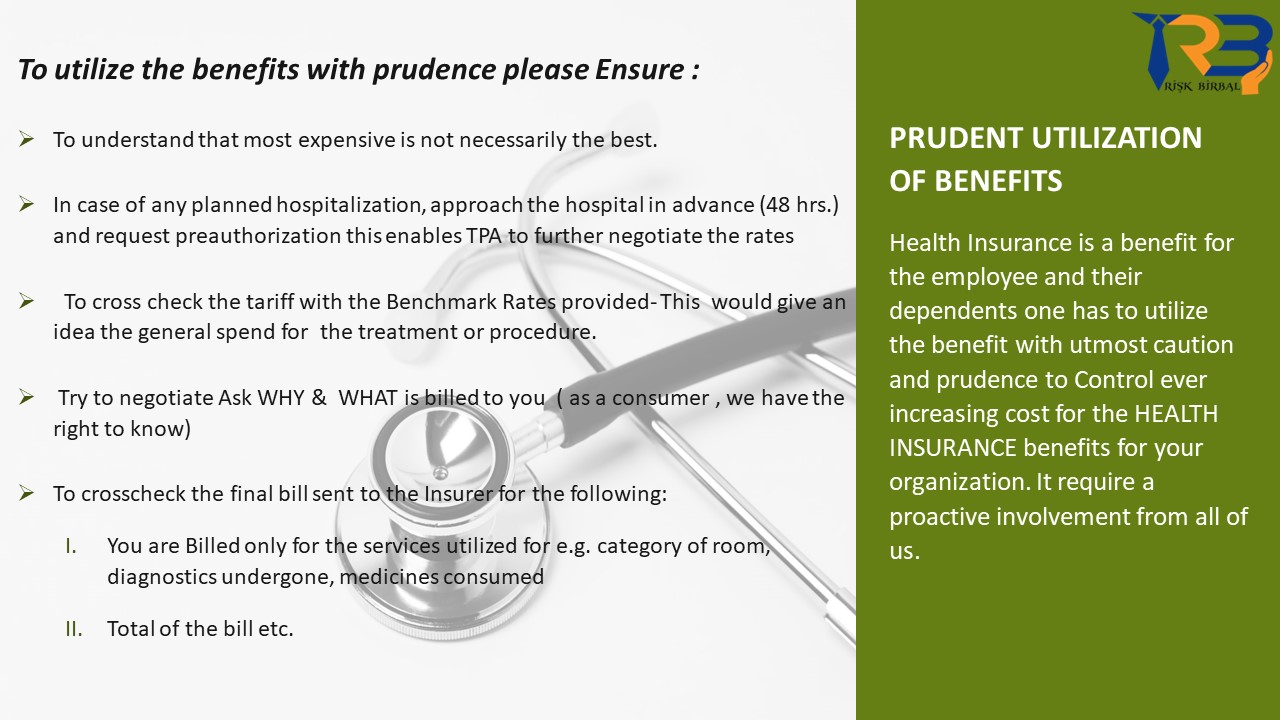 To utilize the benefits with prudence please Ensure :
➢ To understand that most expensive is not necessarily the best.
➢ In case of any planned hospitalization, approach the hospital in advance (48 hrs.)
and request preauthorization this enables TPA to further negotiate the rates
➢ To cross check the tariff with the Benchmark Rates provided- This would give an
idea the general spend for the treatment or procedure.
➢ Try to negotiate Ask WHY & WHAT is billed to you ( as a consumer , we have the
right to know)
➢ To crosscheck the final bill sent to the Insurer for the following:
I. You are Billed only for the services utilized for e.g. category of room,
diagnostics undergone, medicines consumed
II. Total of the bill etc.
RB
RISK BIRBAL
PRUDENT UTILIZATION
OF BENEFITS
Health Insurance is a benefit for
the employee and their
dependents one has to utilize
the benefit with utmost caution
and prudence to Control ever
increasing cost for the HEALTH
INSURANCE benefits for your
organization. It require a
proactive involvement from all of
us.